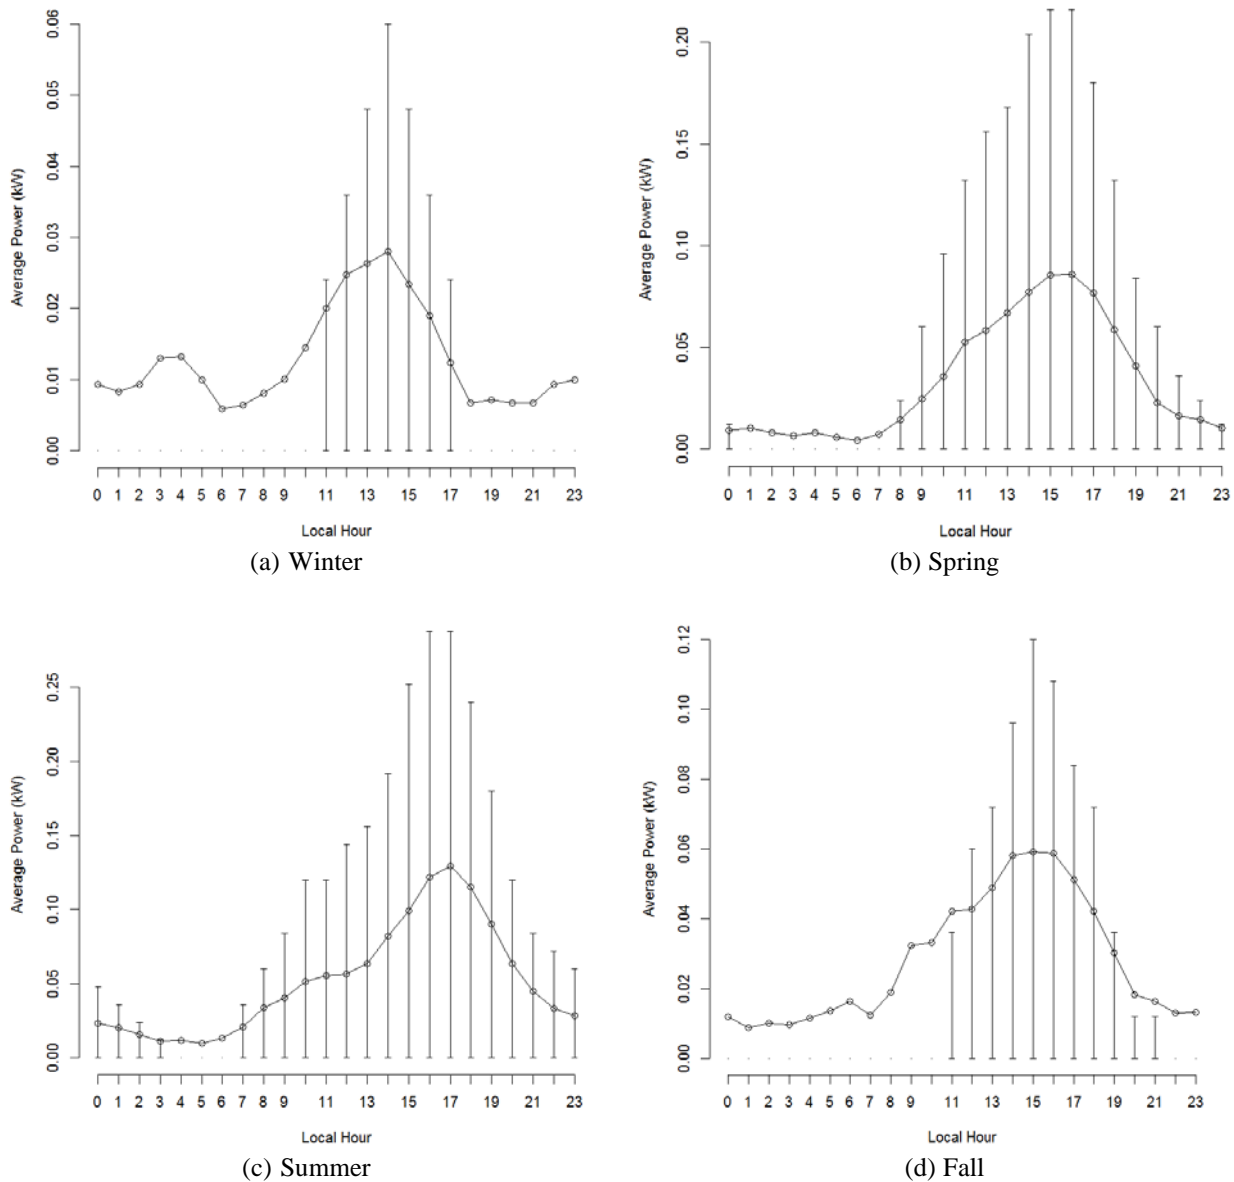 0.06
0.05
0.04
0.03
0.02
0.01
0.00
Average Power (kW)
0 1 2 3 4 5 6 7 8 9 11 13 15 17 19 21 23
Local Hour
(a) Winter
0.20
0.15
0.10
0.05
0.00
Average Power (kW)
0 1 2 3 4 5 6 7 8 9 11 13 15 17 19 21 23
Local Hour
(b) Spring
0.25
0.20
0.15
0.10
0.05
0.00
Average Power (kW)
0 1 2 3 4 5 6 7 8 9 11 13 15 17 19 21 23
Local Hour
(c) Summer
0.12
0.10
0.08
0.06
0.04
0.02
0.00
Average Power (kW)
0 1 2 3 4 5 6 7 8 9 11 13 15 17 19 21 23
Local Hour
(d) Fall